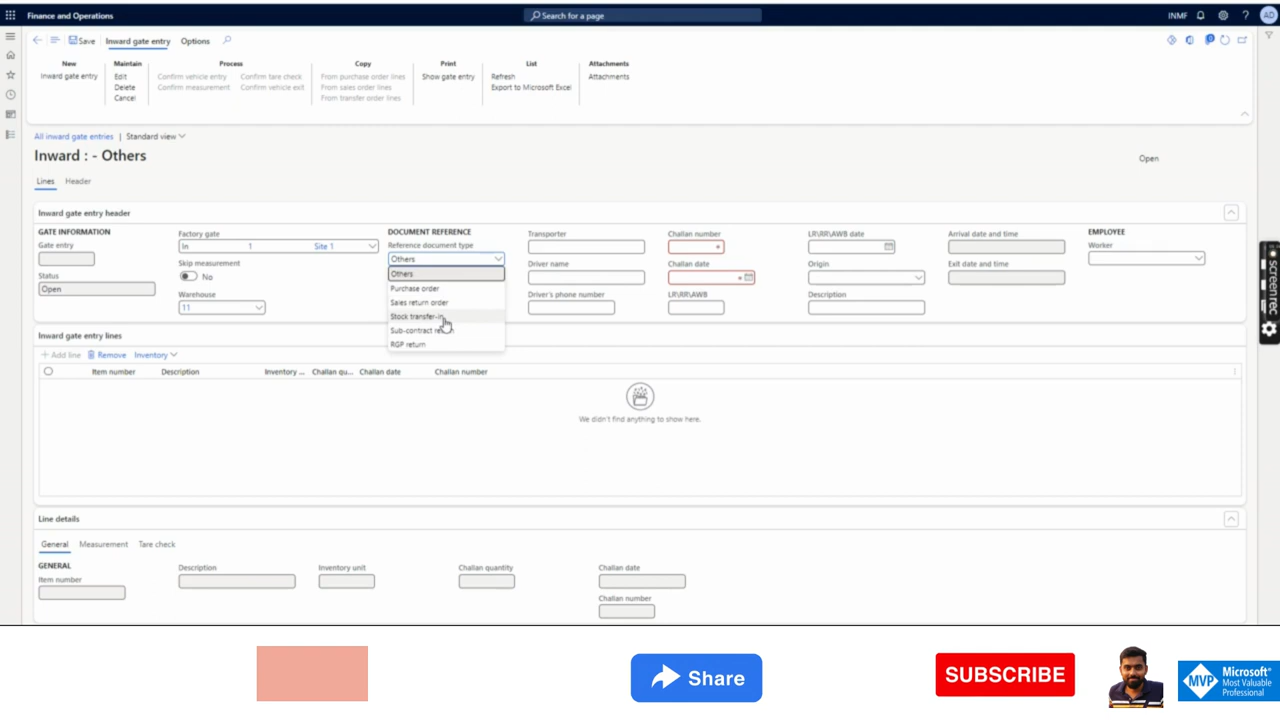 Finance and Operations
Search for a page
INMF
?
AD
Save
Inward gate entry
Options
New
Maintain
Process
Copy
Print
List
Attachments
Inward gate entry
Edit
Delete
Cancel
Confirm vehicle entry
Confirm measurement
Confirm tare check
Confirm vehicle exit
From purchase order lines
From sales order lines
From transfer order lines
Show gate entry
Refresh
Export to Microsoft Excel
Attachments
All inward gate entries | Standard view
Inward : - Others
Open
Lines
Header
Inward gate entry header
GATE INFORMATION
Gate entry
Status
Open
Factory gate
In 1 Site 1
Skip measurement
No
Warehouse
11
DOCUMENT REFERENCE
Reference document type
Others
Others
Purchase order
Sales return order
Stock transfer-in
Sub-contract return
RGP return
Transporter
Driver name
Driver's phone number
Challan number
*
Challan date
*
LR\RR\AWB
LR\RR\AWB date
Origin
Description
Arrival date and time
Exit date and time
EMPLOYEE
Worker
Inward gate entry lines
+ Add line
Remove
Inventory
Item number
Description
Inventory ...
Challan qu...
Challan date
Challan number
We didn't find anything to show here.
Line details
General
Measurement
Tare check
GENERAL
Item number
Description
Inventory unit
Challan quantity
Challan date
Challan number
screenrec
Share
SUBSCRIBE
MVP
Microsoft®
Most Valuable
Professional